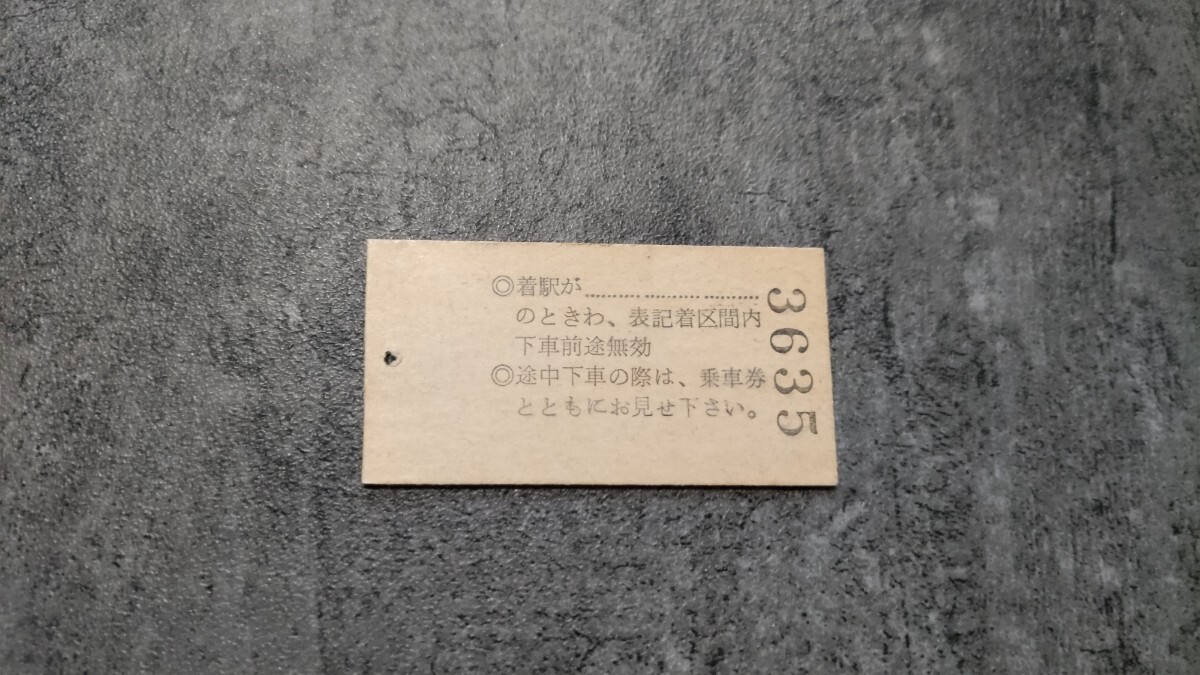 ◎着駅が..............................
のときわ、表記着区間内
下車前途無効
◎途中下車の際は、乗車券
とともにお見せ下さい。
3635